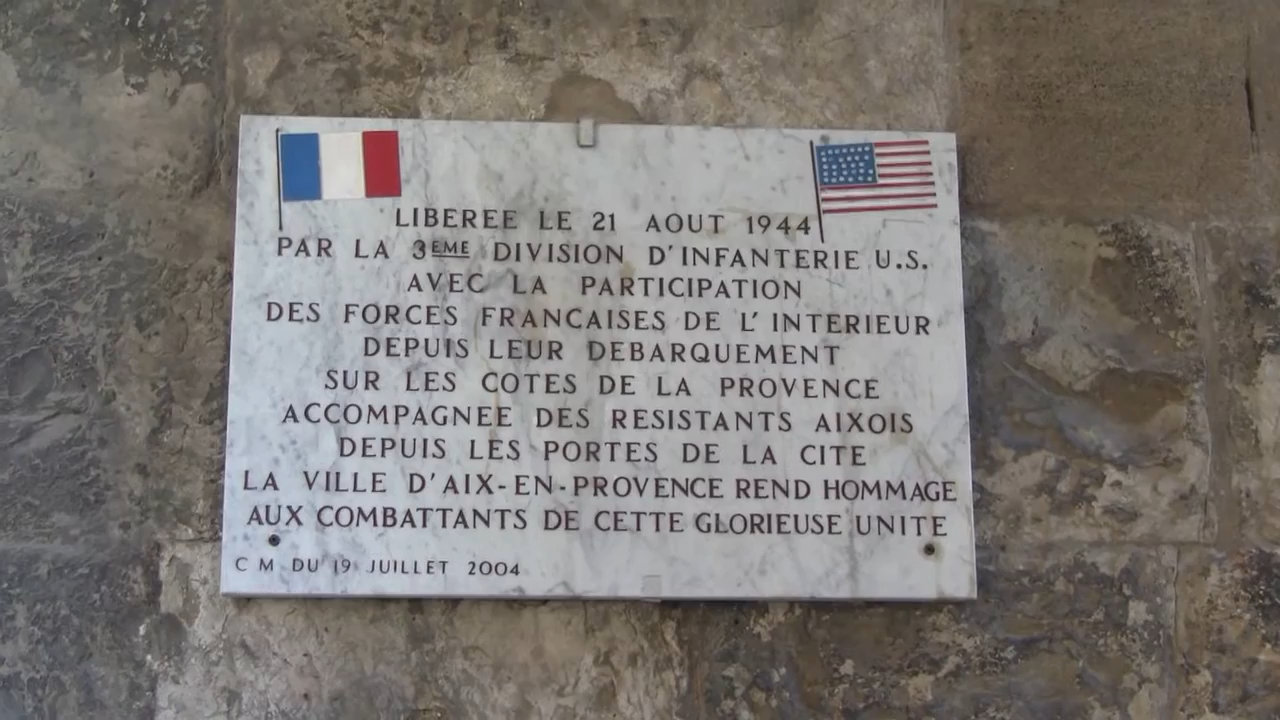 LIBEREE LE 21 AOUT 1944
PAR LA 3EME DIVISION D'INFANTERIE U.S.
AVEC LA PARTICIPATION
DES FORCES FRANCAISES DE L'INTERIEUR
DEPUIS LEUR DEBARQUEMENT
SUR LES COTES DE LA PROVENCE
ACCOMPAGNEE DES RESISTANTS AIXOIS
DEPUIS LES PORTES DE LA CITE
LA VILLE D'AIX-EN-PROVENCE REND HOMMAGE
AUX COMBATTANTS DE CETTE GLORIEUSE UNITE
C M DU 19 JUILLET 2004